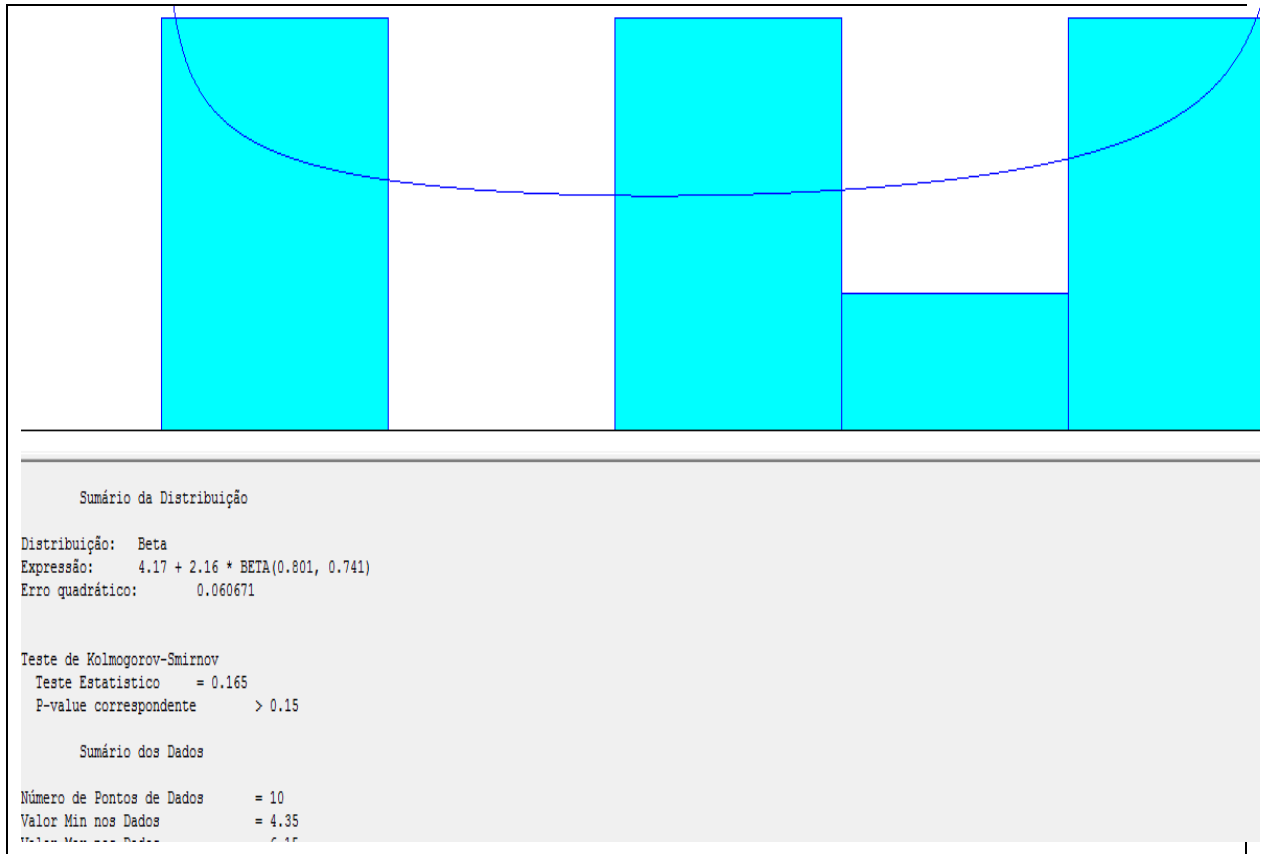 Sumário da Distribuição
Distribuição: Beta
Expressão: 4.17 + 2.16 * BETA(0.801, 0.741)
Erro quadrático: 0.060671
Teste de Kolmogorov-Smirnov
Teste Estatistico = 0.165
P-value correspondente > 0.15
Sumário dos Dados
Número de Pontos de Dados = 10
Valor Min nos Dados = 4.35